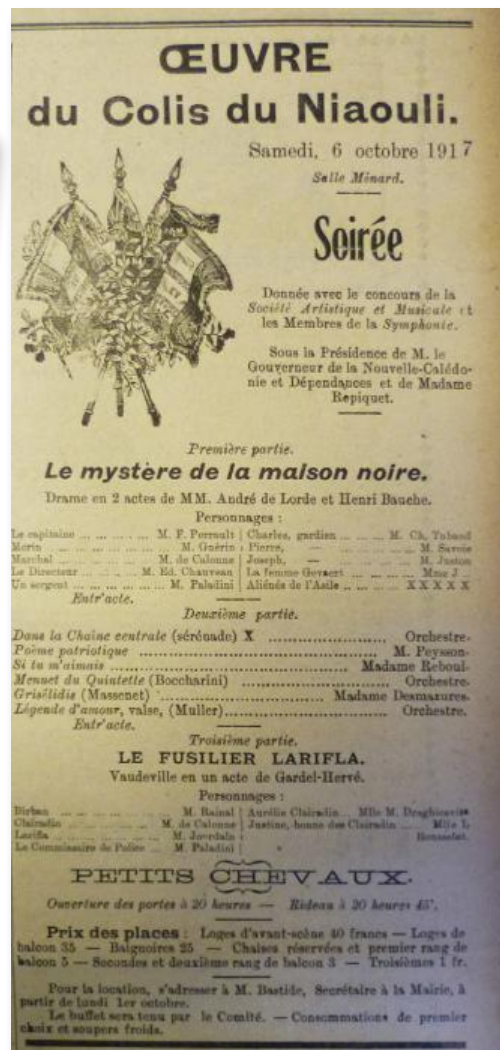 ŒUVRE
du Colis du Niaouli.
Samedi, 6 octobre 1917
Salle Ménard.
Soirée
Donnée avec le concours de la
Société Artistique et Musicale et
les Membres de la Symphonie.
Sous la Présidence de M. le
Gouverneur de la Nouvelle-Calédo-
nie et Dépendances et de Madame
Repiquet.
Première partie.
Le mystère de la maison noire.
Drame en 2 actes de MM. André de Lorde et Henri Bauche.
Personnages :
Le capitaine ... M. F. Perrault | Charles, gardien ... M. Ch. Tabaud
Morin ... M. Guérin | Pierre, — ... M. Savoie
Marchal ... M. de Calonne | Joseph, — ... M. Juston
Le Directeur ... M. Ed. Chauveau | La femme Govaert ... Mme J...
Un sergent ... M. Paladini | Aliénés de l'Asile ... X X X X X
Entr'acte.
Deuxième partie.
Dans la Chaîne centrale (sérénade) X ... Orchestre.
Poème patriotique ... M. Peysson.
Si tu m'aimais ... Madame Reboul.
Menuet du Quintette (Boccharini) ... Orchestre.
Grisélidis (Massenet) ... Madame Desmazures.
Légende d'amour, valse, (Muller) ... Orchestre.
Entr'acte.
Troisième partie.
LE FUSILIER LARIFLA.
Vaudeville en un acte de Gardel-Hervé.
Personnages :
Birban ... M. Rainal | Aurélie Clairadin... Mlle M.
Clairadin ... M. de Calonne | Justine, bonne des Clairadin ... Mlle L
Larifla ... M. Jourdain
Le Commissaire de Police ... M. Paladini
PETITS CHEVAUX.
Ouverture des portes à 20 heures — Rideau à 20 heures 45'.
Prix des places : Loges d'avant-scène 40 francs — Loges de
balcon 35 — Baignoires 25 — Chaises réservées et premier rang de
balcon 5 — Secondes et deuxième rang de balcon 3 — Troisièmes 1 fr.
Pour la location, s'adresser à M. Bastide, Secrétaire à la Mairie, à
partir de lundi 1er octobre.
Le buffet sera tenu par le Comité. — Consommations de premier
choix et soupers froids.